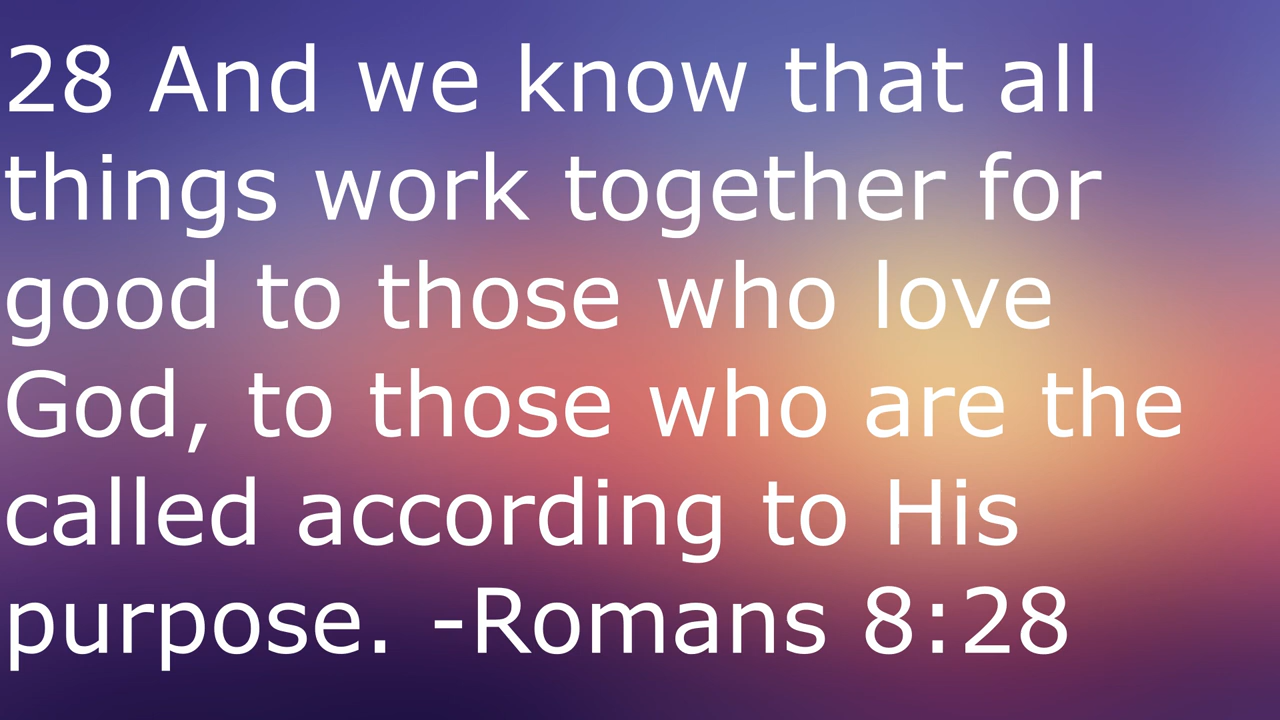 28 And we know that all
things work together for
good to those who love
God, to those who are the
called according to His
purpose. -Romans 8:28